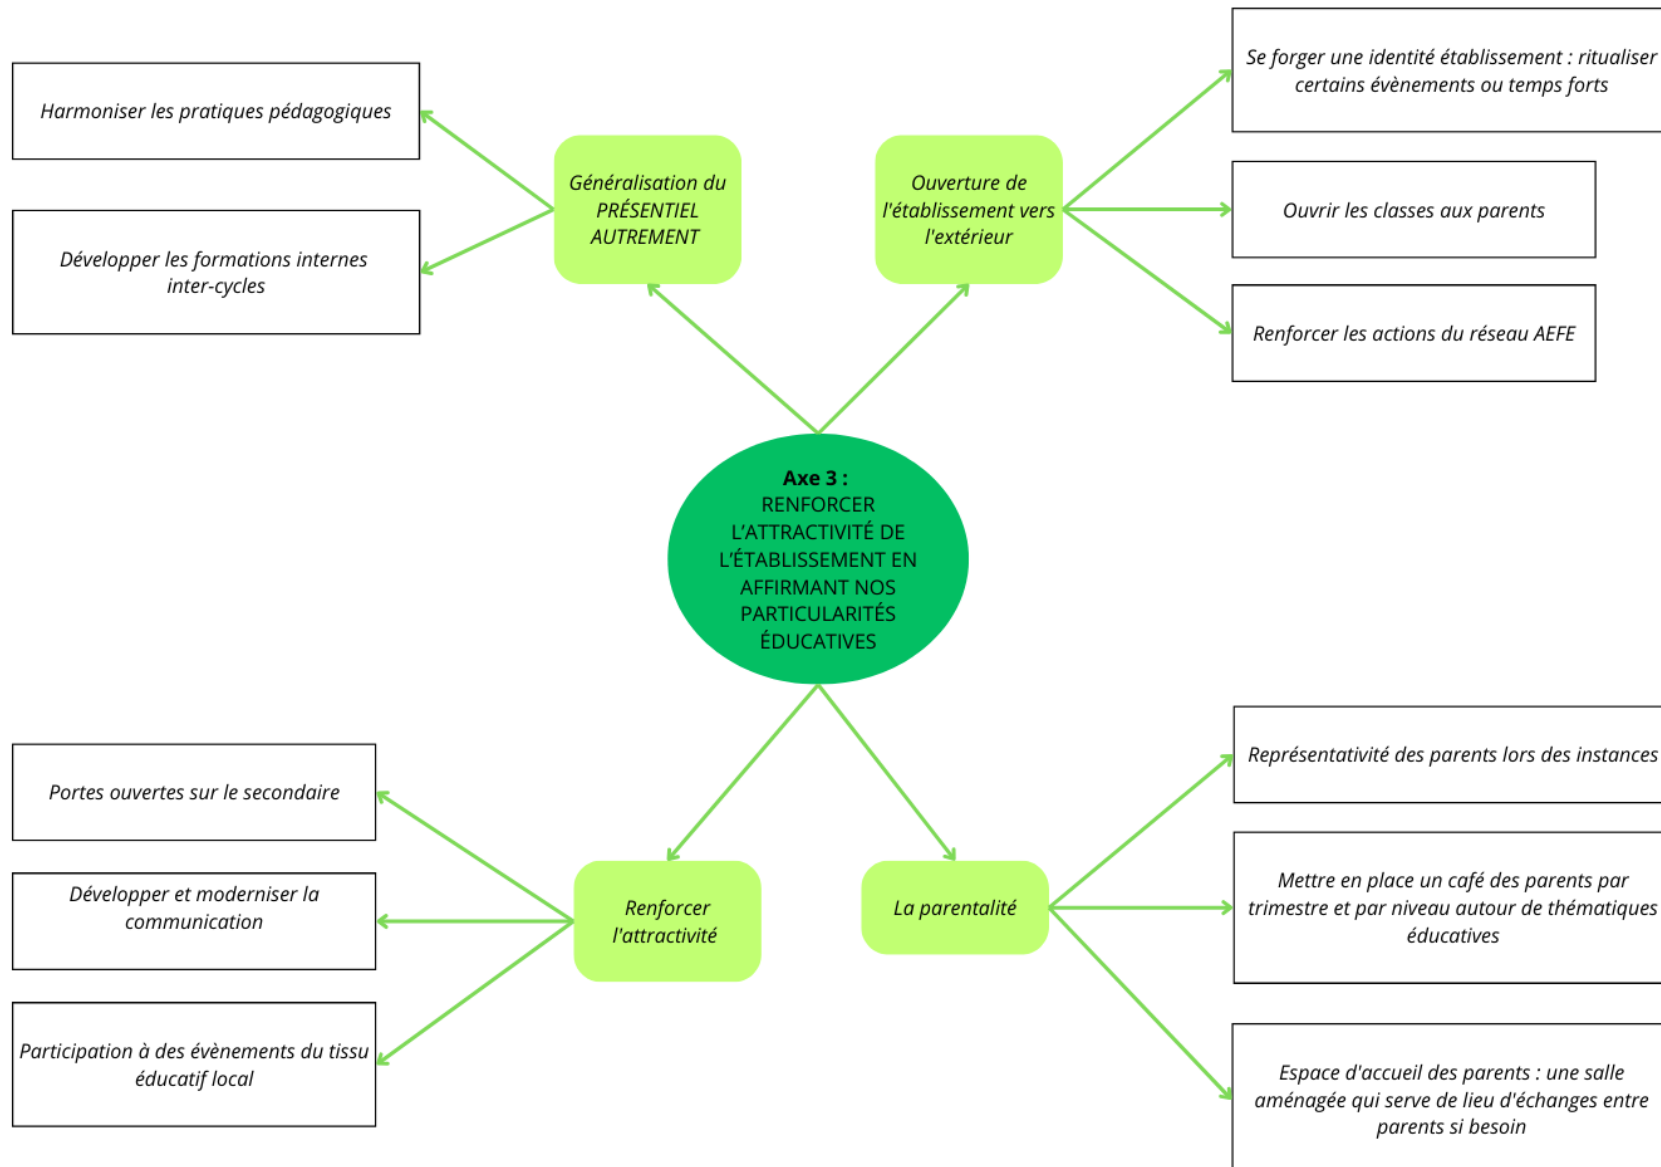 Harmoniser les pratiques pédagogiques
Développer les formations internes
inter-cycles
Généralisation du
PRÉSENTIEL
AUTREMENT
Ouverture de
l'établissement vers
l'extérieur
Se forger une identité établissement : ritualiser
certains évènements ou temps forts
Ouvrir les classes aux parents
Renforcer les actions du réseau AEFE
Axe 3 :
RENFORCER
L’ATTRACTIVITÉ DE
L’ÉTABLISSEMENT EN
AFFIRMANT NOS
PARTICULARITÉS
ÉDUCATIVES
Portes ouvertes sur le secondaire
Développer et moderniser la
communication
Participation à des évènements du tissu
éducatif local
Renforcer
l'attractivité
La parentalité
Représentativité des parents lors des instances
Mettre en place un café des parents par
trimestre et par niveau autour de thématiques
éducatives
Espace d'accueil des parents : une salle
aménagée qui serve de lieu d'échanges entre
parents si besoin